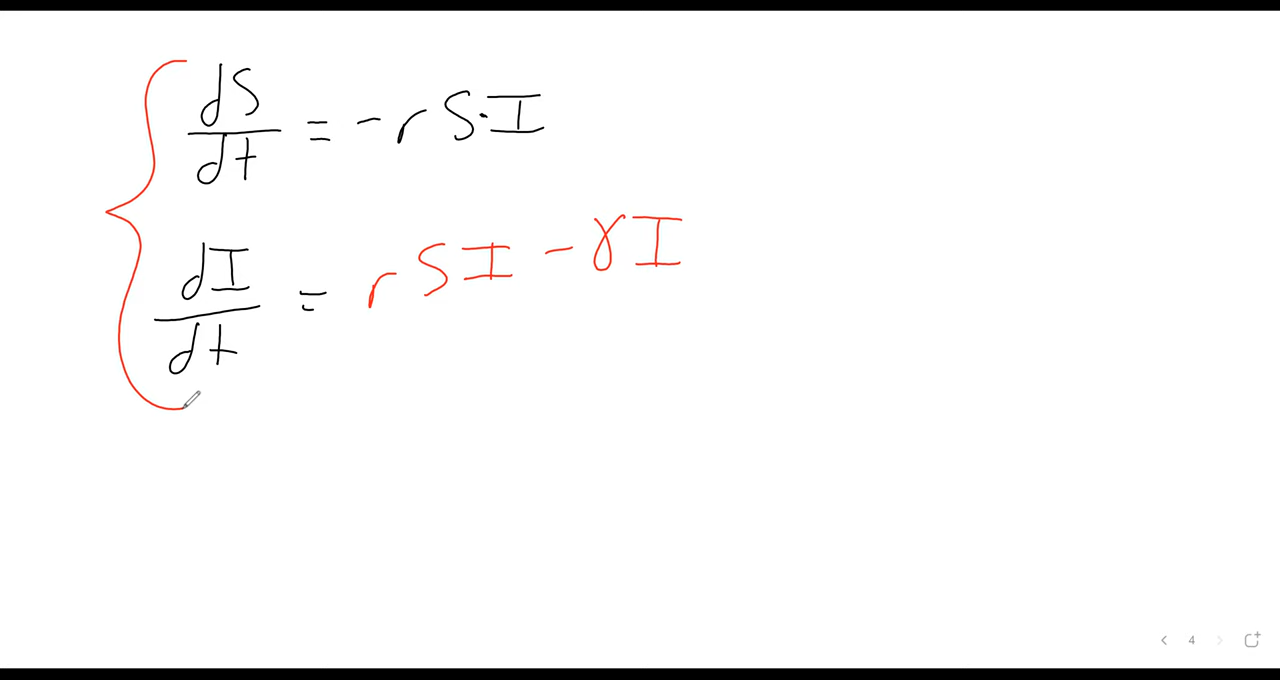 dS/dt = -r S·I
dI/dt = r S I - γ I
4